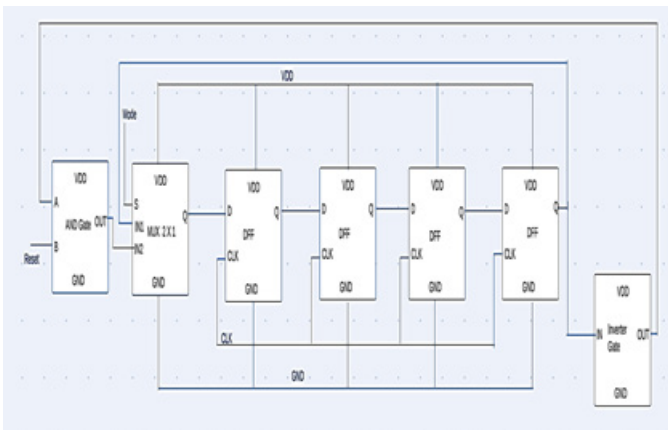 VDD
Mode
VDD
A
AND Gate
OUT
B
GND
Reset
VDD
S
IN1
MUX 2 X 1
IN2
Q
GND
VDD
D
Q
DFF
CLK
GND
VDD
D
Q
DFF
CLK
GND
VDD
D
Q
DFF
CLK
GND
VDD
D
Q
DFF
CLK
GND
CLK
GND
VDD
IN
Inverter
Gate
OUT
GND